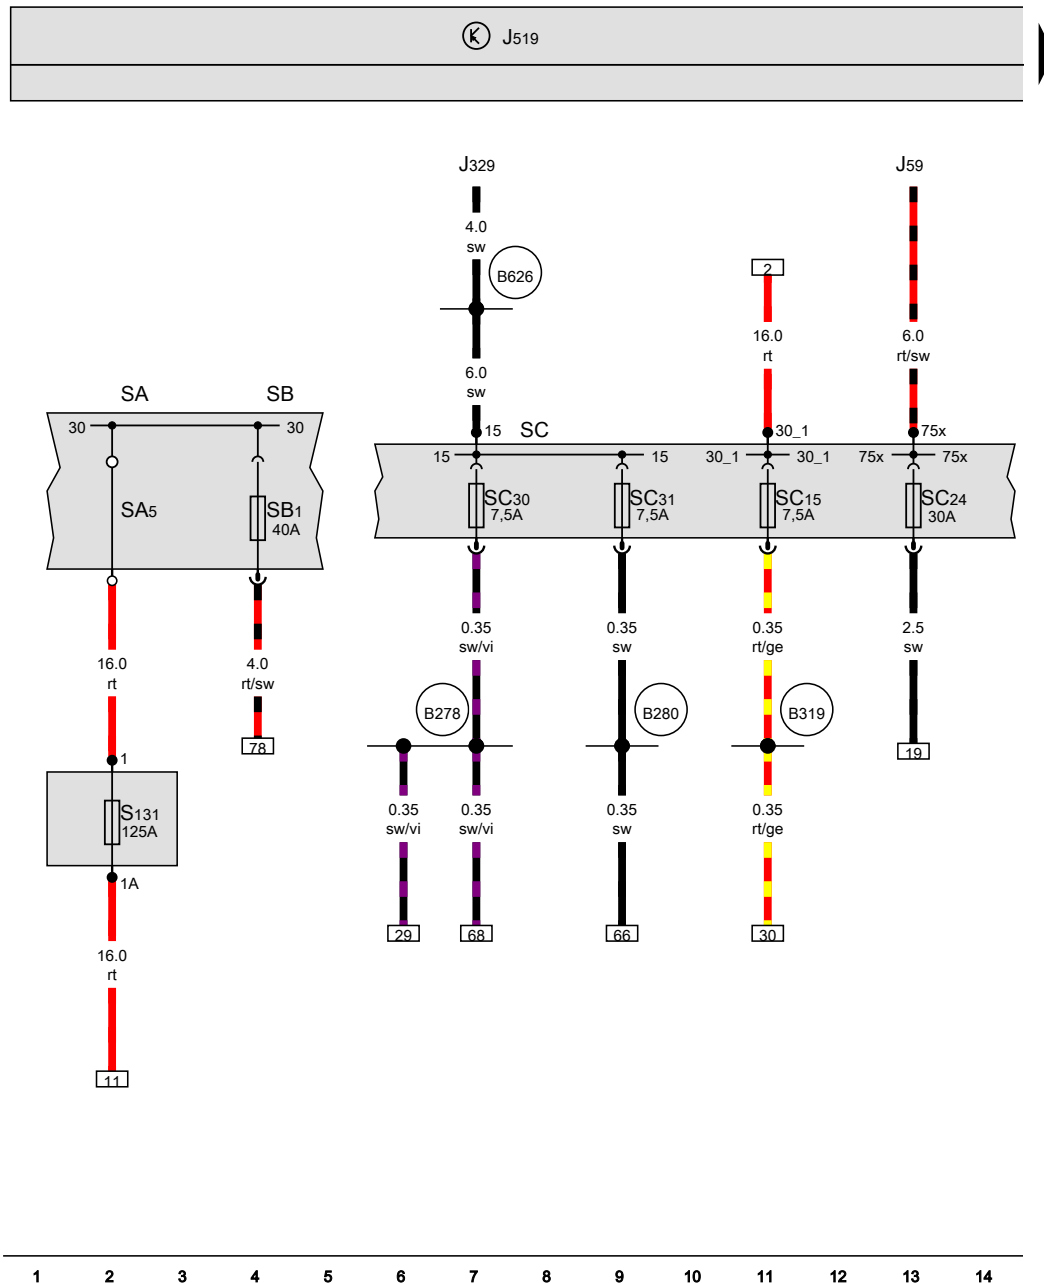 J519
J329
J59
4.0
sw
B626
2
16.0
rt
6.0
rt/sw
6.0
sw
SA
SB
30
30
15
SC
30_1
75x
15
15
30_1
30_1
75x
75x
SA5
SB1
40A
SC30
7,5A
SC31
7,5A
SC15
7,5A
SC24
30A
16.0
rt
4.0
rt/sw
0.35
sw/vi
0.35
sw
0.35
rt/ge
2.5
sw
B278
B280
B319
78
19
1
S131
125A
1A
0.35
sw/vi
0.35
sw/vi
0.35
sw
0.35
rt/ge
29
68
66
30
16.0
rt
11
1 2 3 4 5 6 7 8 9 10 11 12 13 14